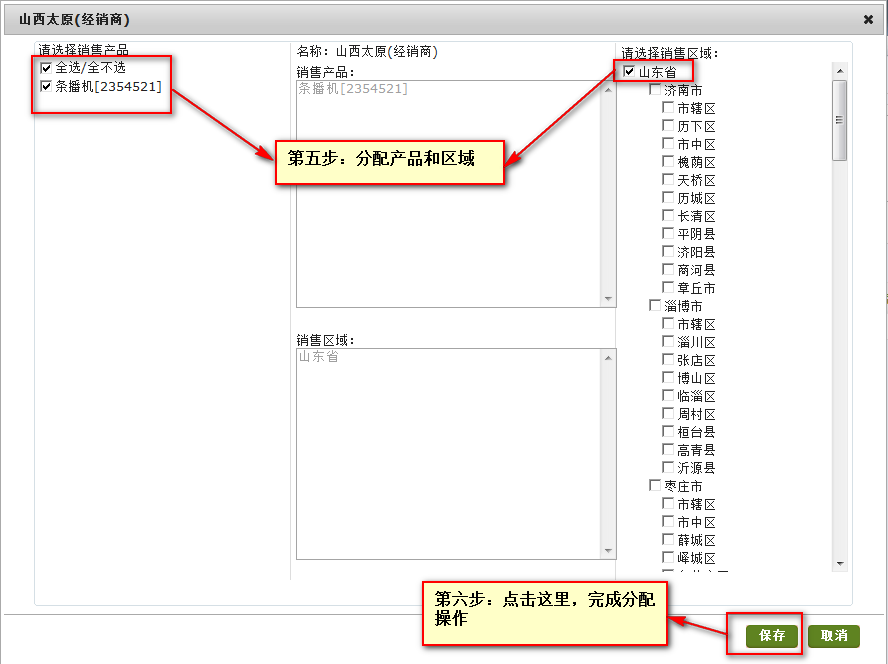 山西太原(经销商)
请选择销售产品
全选/全不选
条播机[2354521]
名称：山西太原(经销商)
销售产品：
条播机[2354521]
第五步：分配产品和区域
销售区域：
山东省
请选择销售区域：
山东省
济南市
市辖区
历下区
市中区
槐荫区
天桥区
历城区
长清区
平阴县
济阳县
商河县
章丘市
淄博市
市辖区
淄川区
张店区
博山区
临淄区
周村区
桓台县
高青县
沂源县
枣庄市
市辖区
市中区
薛城区
峄城区
第六步：点击这里，完成分配
操作
保存
取消